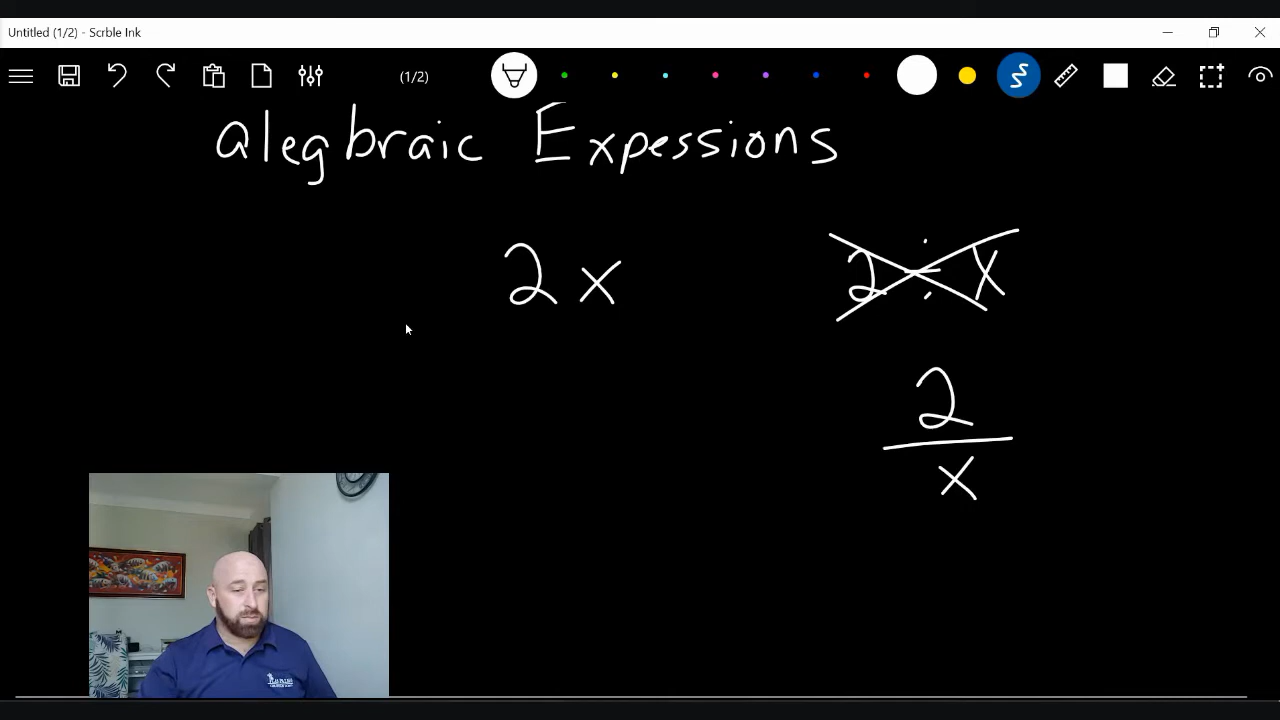 Untitled (1/2) - Scrble Ink
(1/2)
Alegbraic Expessions
2x
2 ÷ x
2
x